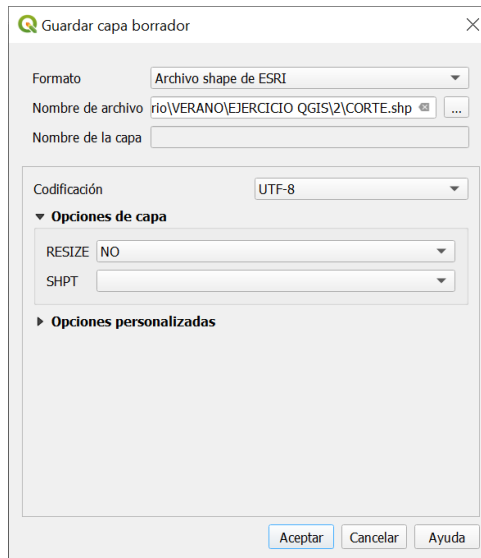 Guardar capa borrador
Formato Archivo shape de ESRI
Nombre de archivo rio\VERANO\EJERCICIO QGIS\2\CORTE.shp ...
Nombre de la capa
Codificación UTF-8
Opciones de capa
RESIZE NO
SHPT
Opciones personalizadas
Aceptar Cancelar Ayuda